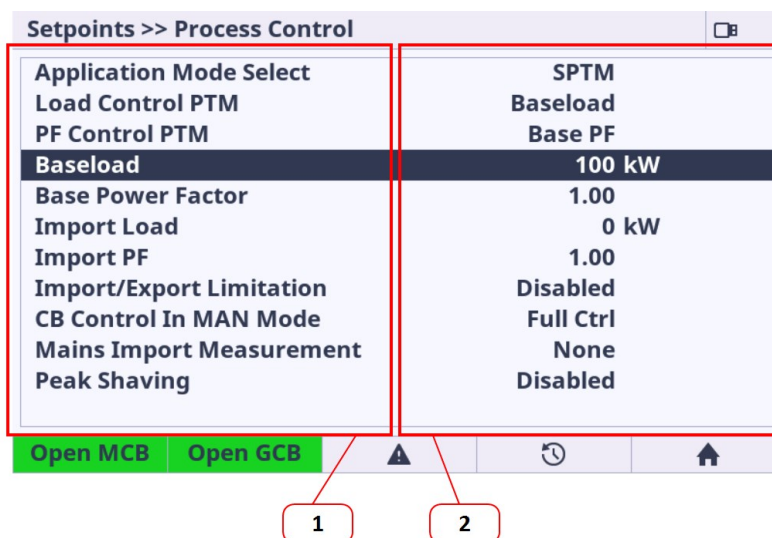 Setpoints >> Process Control
Application Mode Select SPTM
Load Control PTM Baseload
PF Control PTM Base PF
Baseload 100 kW
Base Power Factor 1.00
Import Load 0 kW
Import PF 1.00
Import/Export Limitation Disabled
CB Control In MAN Mode Full Ctrl
Mains Import Measurement None
Peak Shaving Disabled
Open MCB Open GCB
1 2